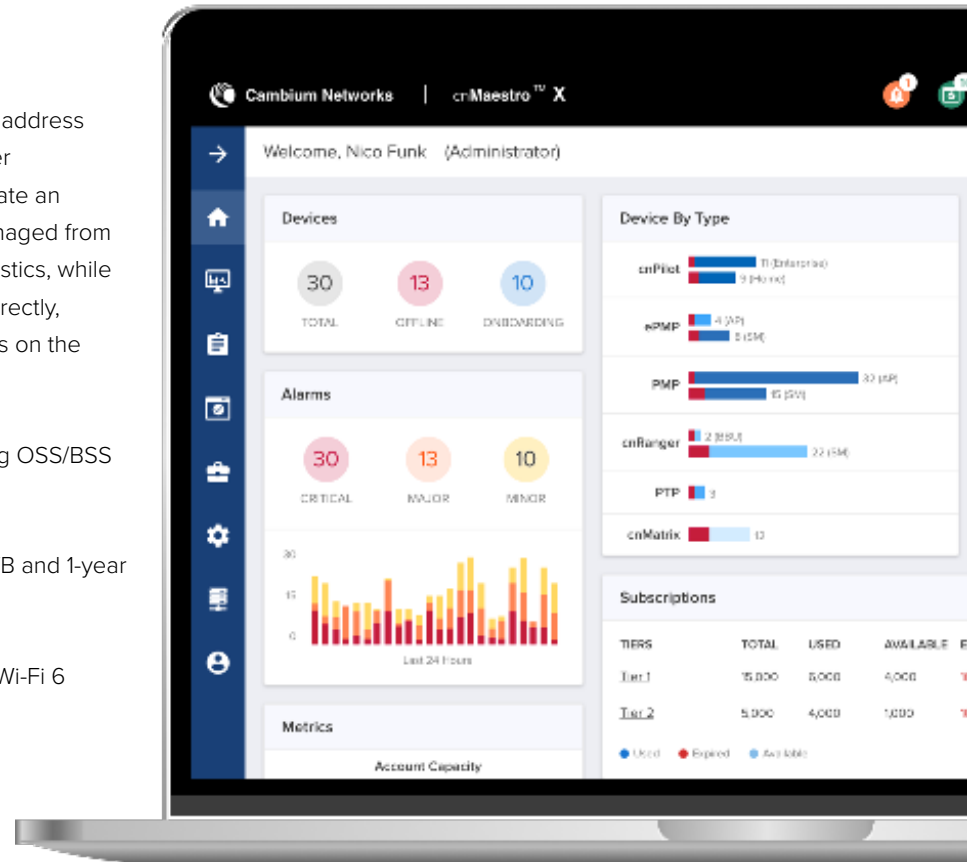 address
er
ate an
naged from
stics, while
rectly,
s on the
g OSS/BSS
B and 1-year
Wi-Fi 6
Cambium Networks | cnMaestro™ X
1
Welcome, Nico Funk (Administrator)
Devices
30
13
10
TOTAL
OFFLINE
ONBOARDING
Alarms
30
13
10
CRITICAL
MAJOR
MINOR
30
15
0
Last 24 Hours
Metrics
Account Capacity
Device By Type
cnPilot
11 (Enterprise)
9 (Home)
ePMP
4 (AP)
6 (SM)
PMP
32 (AP)
15 (SM)
cnRanger
2 (BBU)
22 (SM)
PTP
3
cnMatrix
12
Subscriptions
TIERS TOTAL USED AVAILABLE E
Tier 1 15,000 6,000 4,000
Tier 2 5,000 4,000 1,000
Used Expired Available